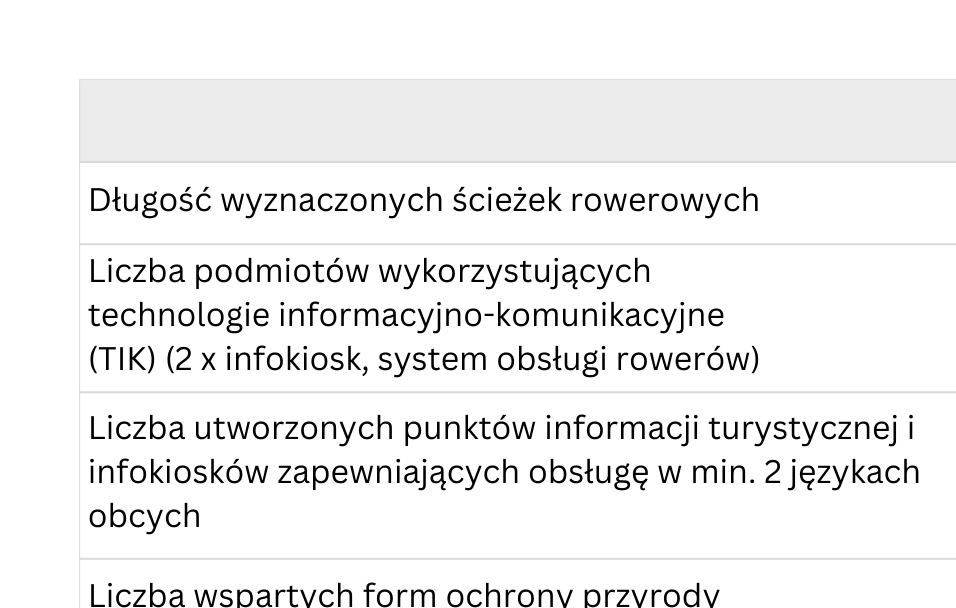 Długość wyznaczonych ścieżek rowerowych
Liczba podmiotów wykorzystujących
technologie informacyjno-komunikacyjne
(TIK) (2 x infokiosk, system obsługi rowerów)
Liczba utworzonych punktów informacji turystycznej i
infokiosków zapewniających obsługę w min. 2 językach
obcych
Liczba wspartych form ochrony przyrody